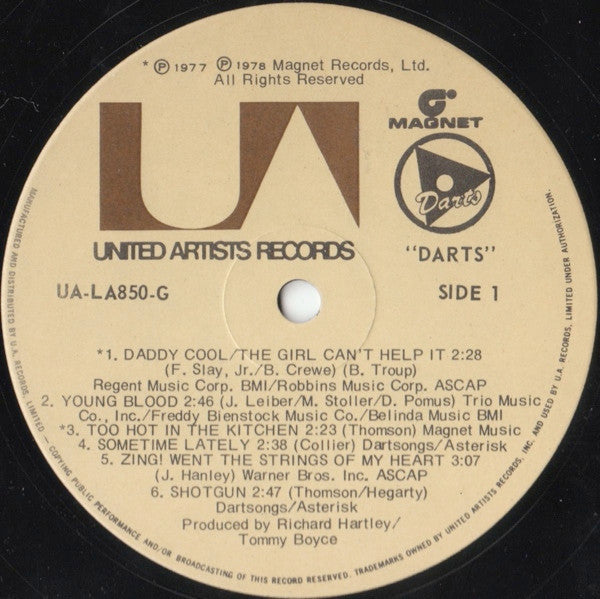 * Ⓟ 1977 Ⓟ 1978 Magnet Records, Ltd.
All Rights Reserved
UA
UNITED ARTISTS RECORDS
MAGNET
Darts
"DARTS"
UA-LA850-G
SIDE 1
*1. DADDY COOL/THE GIRL CAN'T HELP IT 2:28
(F. Slay, Jr./B. Crewe) (B. Troup)
Regent Music Corp. BMI/Robbins Music Corp. ASCAP
2. YOUNG BLOOD 2:46 (J. Leiber/M. Stoller/D. Pomus) Trio Music
Co., Inc./Freddy Bienstock Music Co./Belinda Music BMI
*3. TOO HOT IN THE KITCHEN 2:23 (Thomson) Magnet Music
4. SOMETIME LATELY 2:38 (Collier) Dartsongs/Asterisk
5. ZING! WENT THE STRINGS OF MY HEART 3:07
(J. Hanley) Warner Bros. Inc. ASCAP
6. SHOTGUN 2:47 (Thomson/Hegarty)
Dartsongs/Asterisk
Produced by Richard Hartley/
Tommy Boyce
MANUFACTURED AND DISTRIBUTED BY U.A. RECORDS, LIMITED — COPYING PUBLIC PERFORMANCE AND/OR BROADCASTING OF THIS RECORD RESERVED. TRADEMARKS OWNED BY UNITED ARTISTS RECORDS, INC. AND USED BY U.A. RECORDS, LIMITED UNDER AUTHORIZATION.